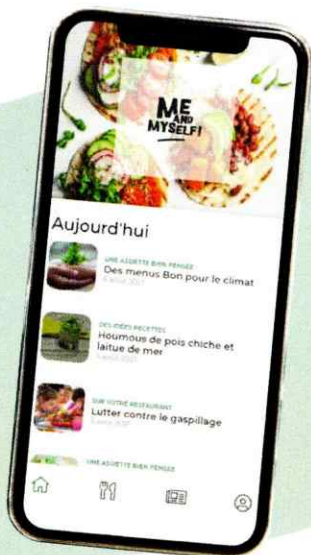 ME
AND
MYSELF!
Aujourd'hui
UNE ASSIETTE BIEN PENSÉE
Des menus Bon pour le climat
DES IDÉES RECETTES
Houmous de pois chiche et
laitue de mer
SUR VOTRE RESTAURANT
Lutter contre le gaspillage
UNE ASSIETTE BIEN PENSÉE